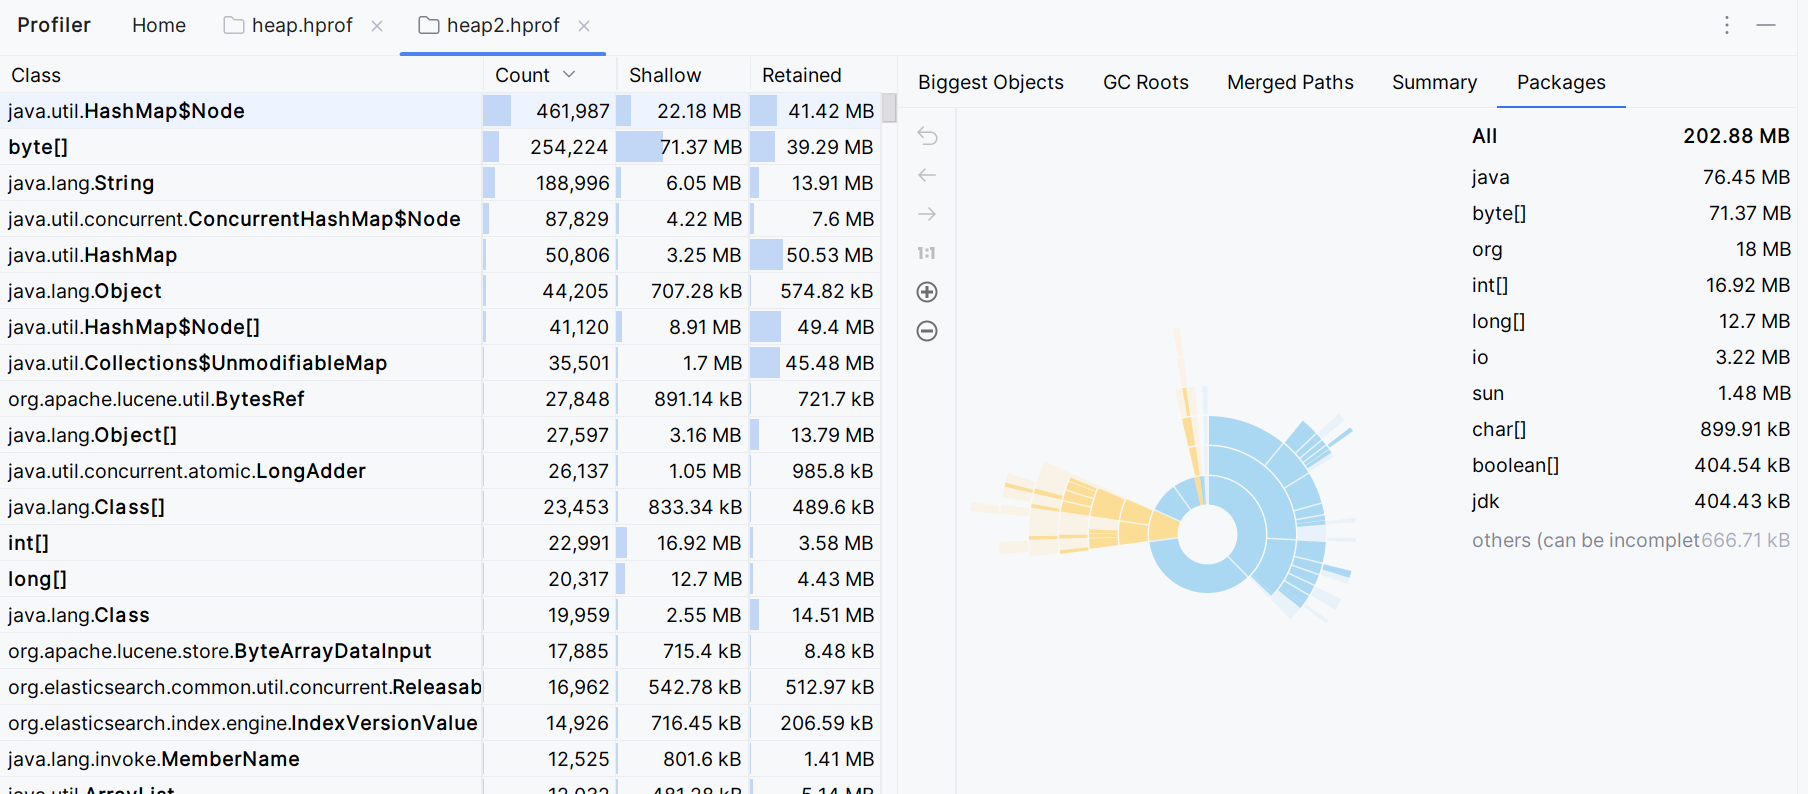 Profiler Home heap.hprof heap2.hprof
Class Count Shallow Retained
java.util.HashMap$Node 461,987 22.18 MB 41.42 MB
byte[] 254,224 71.37 MB 39.29 MB
java.lang.String 188,996 6.05 MB 13.91 MB
java.util.concurrent.ConcurrentHashMap$Node 87,829 4.22 MB 7.6 MB
java.util.HashMap 50,806 3.25 MB 50.53 MB
java.lang.Object 44,205 707.28 kB 574.82 kB
java.util.HashMap$Node[] 41,120 8.91 MB 49.4 MB
java.util.Collections$UnmodifiableMap 35,501 1.7 MB 45.48 MB
org.apache.lucene.util.BytesRef 27,848 891.14 kB 721.7 kB
java.lang.Object[] 27,597 3.16 MB 13.79 MB
java.util.concurrent.atomic.LongAdder 26,137 1.05 MB 985.8 kB
java.lang.Class[] 23,453 833.34 kB 489.6 kB
int[] 22,991 16.92 MB 3.58 MB
long[] 20,317 12.7 MB 4.43 MB
java.lang.Class 19,959 2.55 MB 14.51 MB
org.apache.lucene.store.ByteArrayDataInput 17,885 715.4 kB 8.48 kB
org.elasticsearch.common.util.concurrent.Releasab 16,962 542.78 kB 512.97 kB
org.elasticsearch.index.engine.IndexVersionValue 14,926 716.45 kB 206.59 kB
java.lang.invoke.MemberName 12,525 801.6 kB 1.41 MB
java.util.ArrayList 12,032 481.28 kB 5.14 MB
Biggest Objects GC Roots Merged Paths Summary Packages
1:1
All 202.88 MB
java 76.45 MB
byte[] 71.37 MB
org 18 MB
int[] 16.92 MB
long[] 12.7 MB
io 3.22 MB
sun 1.48 MB
char[] 899.91 kB
boolean[] 404.54 kB
jdk 404.43 kB
others (can be incomplet 666.71 kB